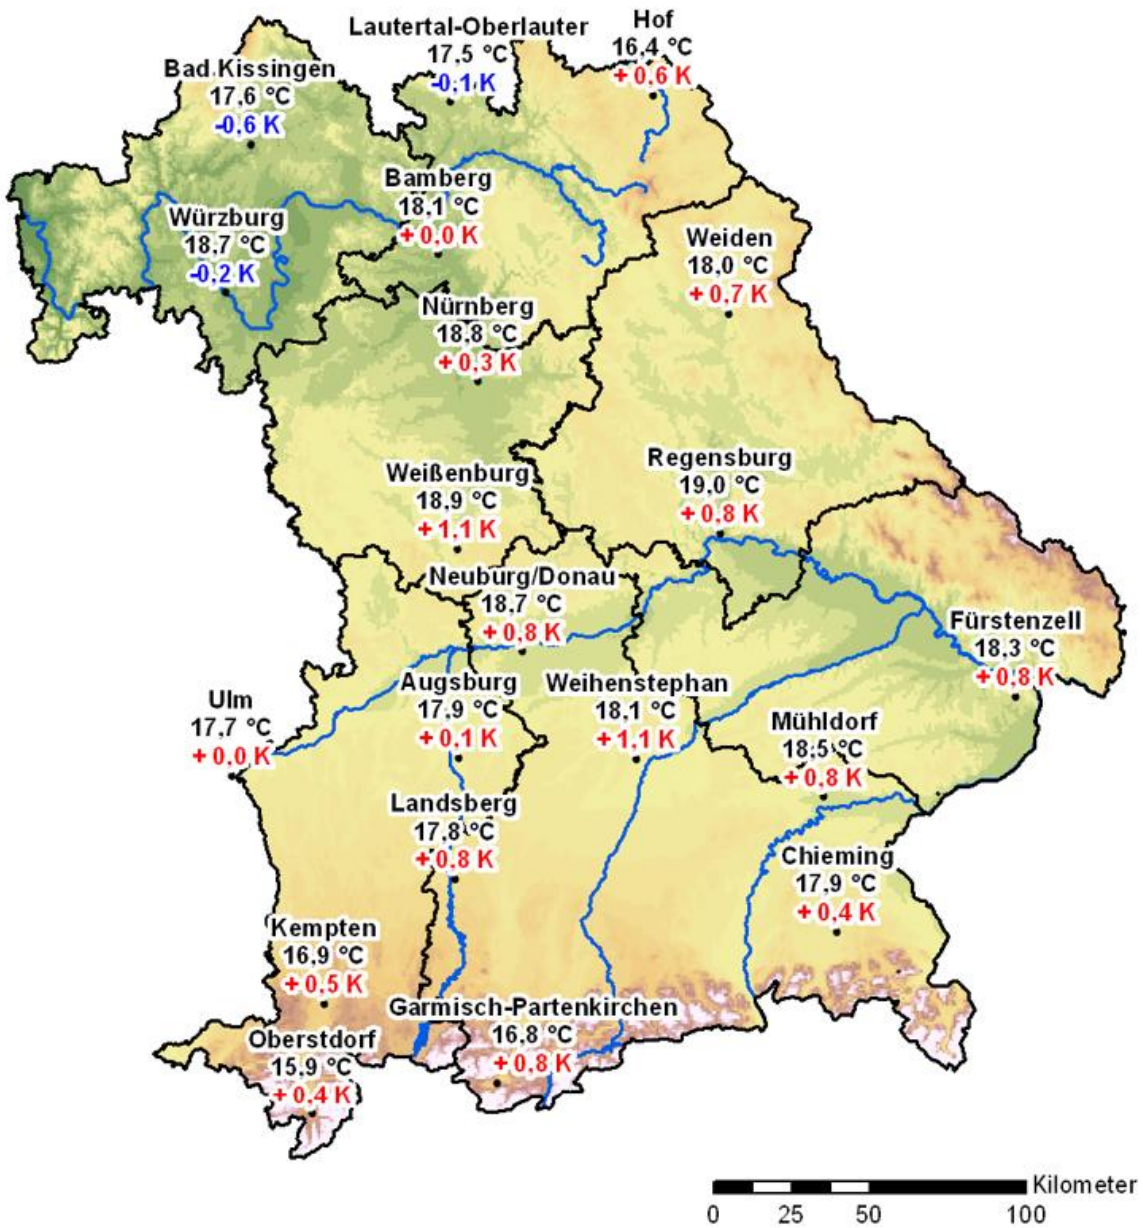 Lautertal-Oberlauter
17,5 °C
-0,1 K
Hof
16,4 °C
+ 0,6 K
Bad Kissingen
17,6 °C
-0,6 K
Bamberg
18,1 °C
+ 0,0 K
Würzburg
18,7 °C
-0,2 K
Weiden
18,0 °C
+ 0,7 K
Nürnberg
18,8 °C
+ 0,3 K
Weißenburg
18,9 °C
+ 1,1 K
Regensburg
19,0 °C
+ 0,8 K
Neuburg/Donau
18,7 °C
+ 0,8 K
Fürstenzell
18,3 °C
+ 0,8 K
Ulm
17,7 °C
+ 0,0 K
Augsburg
17,9 °C
+ 0,1 K
Weihenstephan
18,1 °C
+ 1,1 K
Mühldorf
18,5 °C
+ 0,8 K
Landsberg
17,8 °C
+ 0,8 K
Chieming
17,9 °C
+ 0,4 K
Kempten
16,9 °C
+ 0,5 K
Garmisch-Partenkirchen
16,8 °C
+ 0,8 K
Oberstdorf
15,9 °C
+ 0,4 K
Kilometer
0 25 50 100